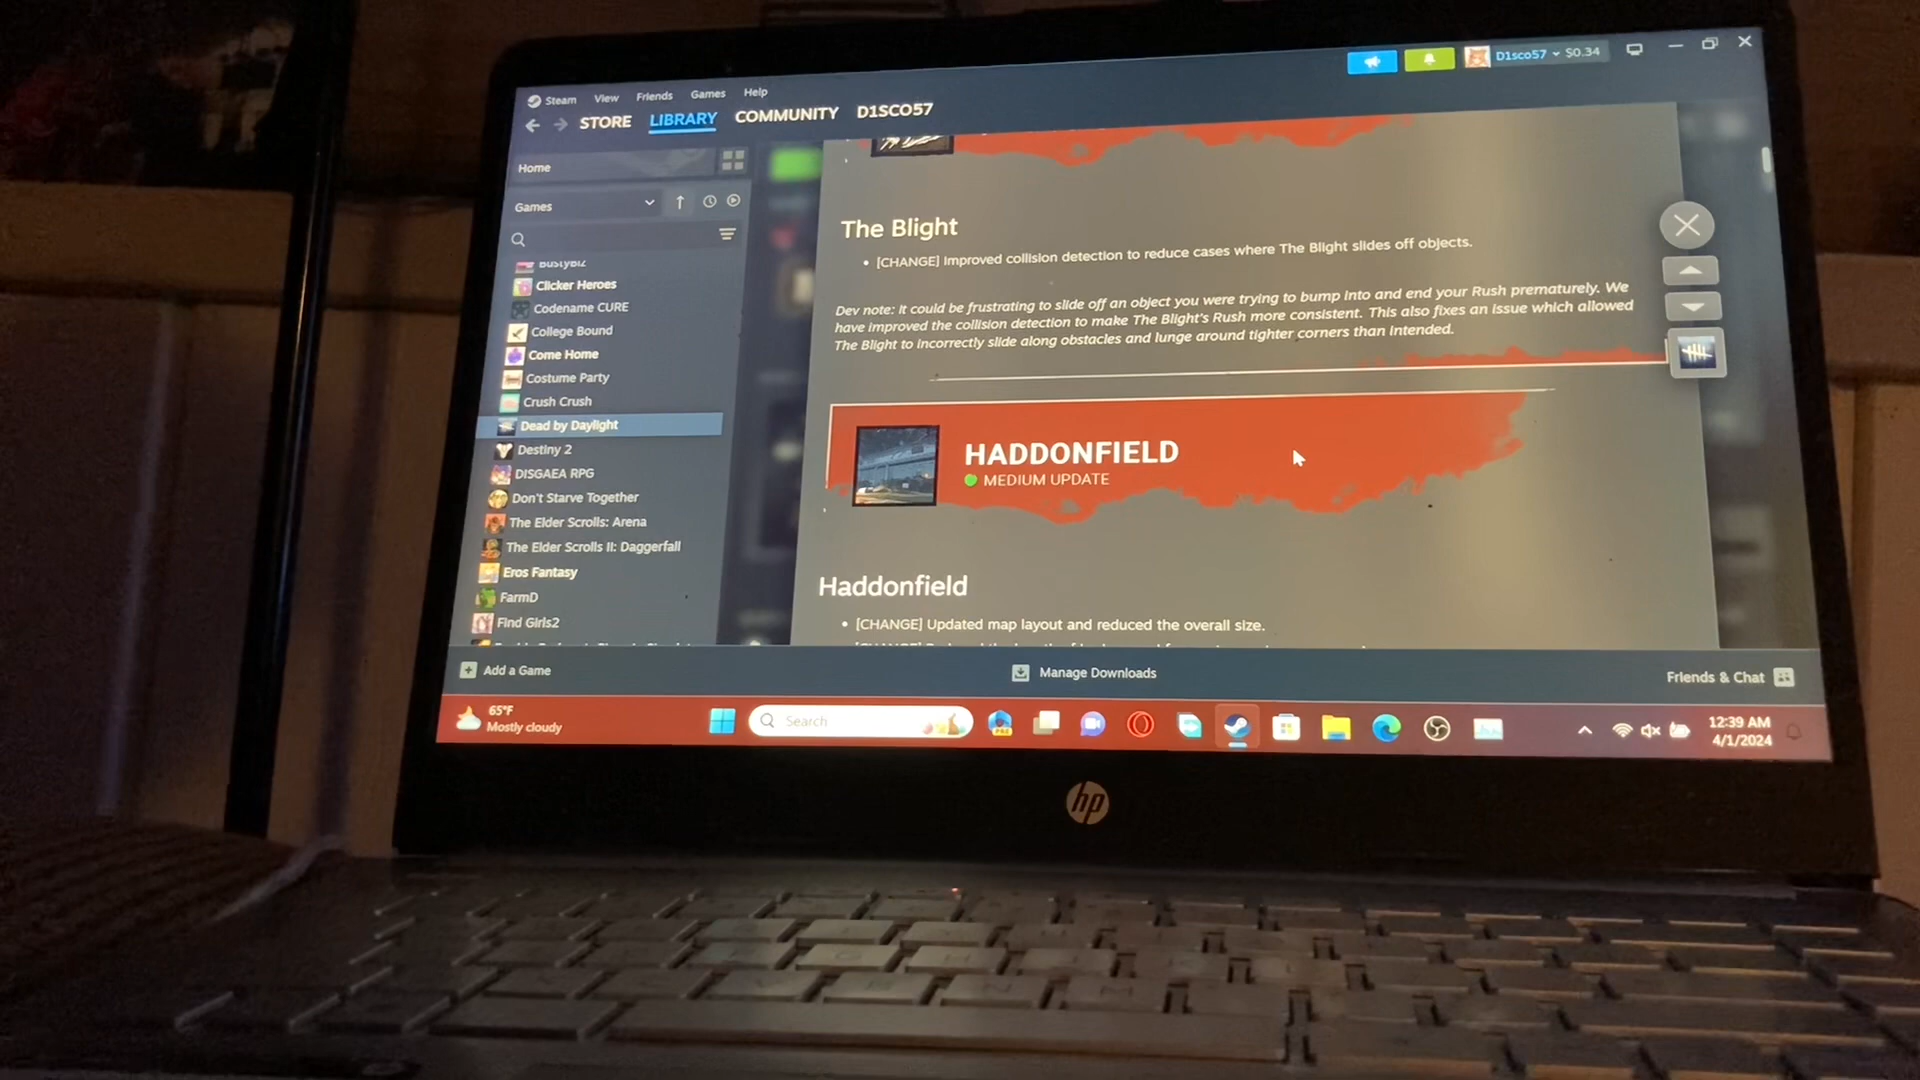 Steam View Friends Games Help
D1sco57 $0.34
STORE LIBRARY COMMUNITY D1SCO57
Home
Games
BustyBiz
Clicker Heroes
Codename CURE
College Bound
Come Home
Costume Party
Crush Crush
Dead by Daylight
Destiny 2
DISGAEA RPG
Don't Starve Together
The Elder Scrolls: Arena
The Elder Scrolls II: Daggerfall
Eros Fantasy
FarmD
Find Girls2
The Blight
• [CHANGE] Improved collision detection to reduce cases where The Blight slides off objects.
Dev note: It could be frustrating to slide off an object you were trying to bump into and end your Rush prematurely. We
have improved the collision detection to make The Blight's Rush more consistent. This also fixes an issue which allowed
The Blight to incorrectly slide along obstacles and lunge around tighter corners than intended.
HADDONFIELD
MEDIUM UPDATE
Haddonfield
• [CHANGE] Updated map layout and reduced the overall size.
Add a Game
Manage Downloads
Friends & Chat
65°F
Mostly cloudy
Search
PRE
12:39 AM
4/1/2024
hp